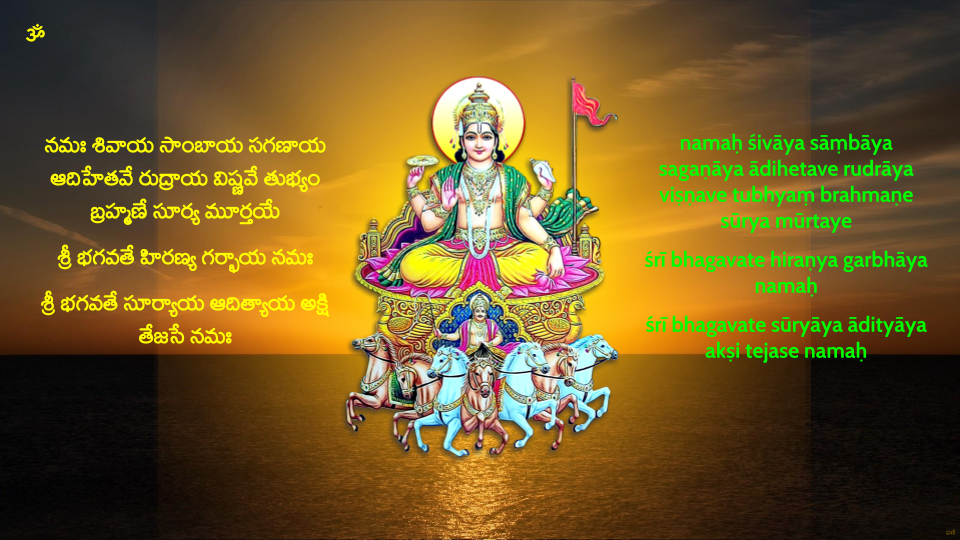 ॐ
నమః శివాయ సాంబాయ సగణాయ
ఆదిహేతవే రుద్రాయ విష్ణవే తుభ్యం
బ్రహ్మణే సూర్య మూర్తయే
శ్రీ భగవతే హిరణ్య గర్భాయ నమః
శ్రీ భగవతే సూర్యాయ ఆదిత్యాయ అక్షి
తేజసే నమః
namaḥ śivāya sāṃbāya
sagaṇāya ādihetave rudrāya
viṣṇave tubhyaṃ brahmaṇe
sūrya mūrtaye
śrī bhagavate hiraṇya garbhāya
namaḥ
śrī bhagavate sūryāya ādityāya
akṣi tejase namaḥ